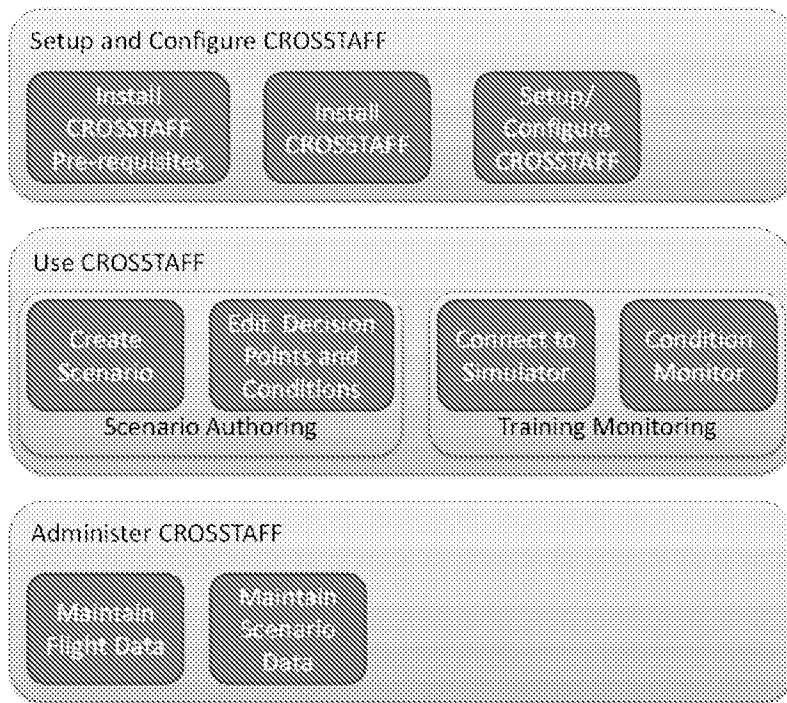 Setup and Configure CROSSTAFF
Install
CROSSTAFF
Pre-requisites
Install
CROSSTAFF
Setup/
Configure
CROSSTAFF
Use CROSSTAFF
Create
Scenario
Edit Decision
Points and
Conditions
Scenario Authoring
Connect to
Simulator
Condition
Monitor
Training Monitoring
Administer CROSSTAFF
Maintain
Flight Data
Maintain
Scenario
Data